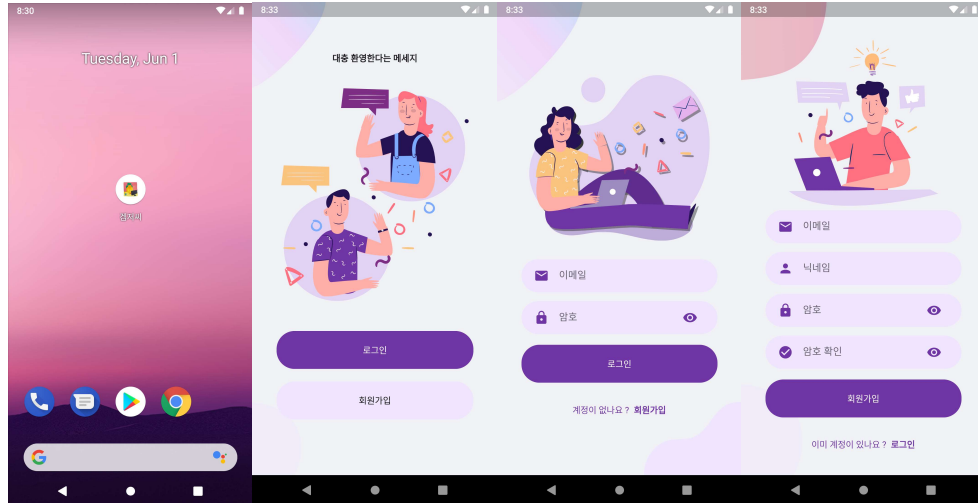 8:30
Tuesday, Jun 1
8:33
대충 환영한다는 메세지
로그인
회원가입
8:33
이메일
암호
로그인
계정이 없나요 ? 회원가입
8:33
이메일
닉네임
암호
암호 확인
회원가입
이미 계정이 있나요 ? 로그인